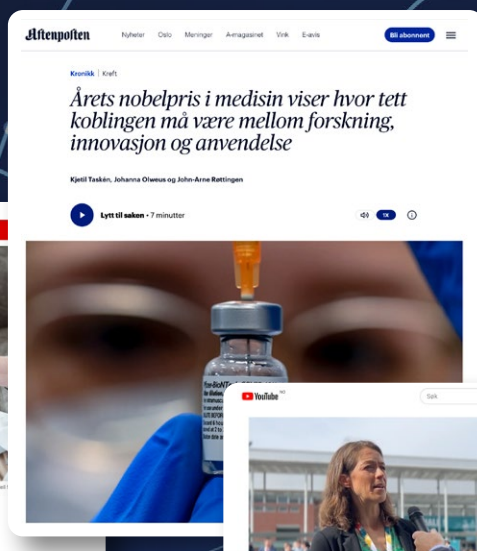 Aftenposten
Nyheter Oslo Meninger A-magasinet Vink E-avis
Bli abonnent
Kronikk | Kreft
Årets nobelpris i medisin viser hvor tett
koblingen må være mellom forskning,
innovasjon og anvendelse
Kjetil Taskén, Johanna Olweus og John-Arne Røttingen
Lytt til saken • 7 minutter
1X
YouTube NO
Søk